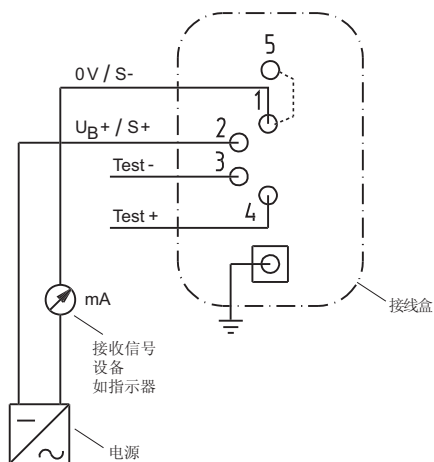 5
0V / S-
1
UB+ / S+
2
Test -
3
Test +
4
mA
接线盒
接收信号
设备
如指示器
电源